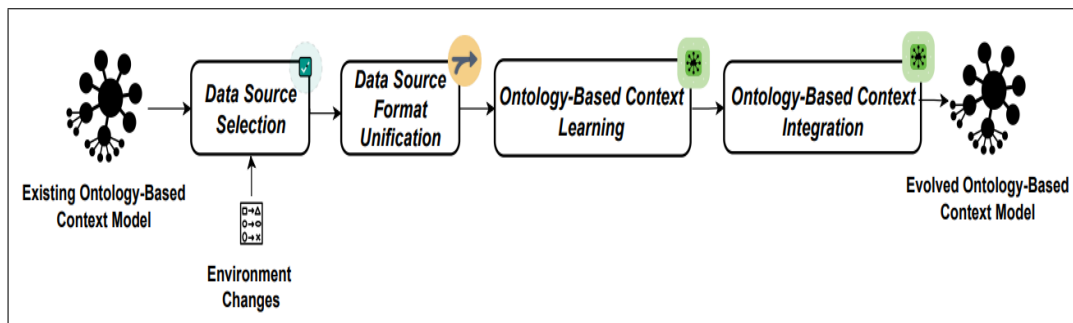 Existing Ontology-Based
Context Model
Data Source
Selection
Environment
Changes
Data Source
Format
Unification
Ontology-Based Context
Learning
Ontology-Based Context
Integration
Evolved Ontology-Based
Context Model